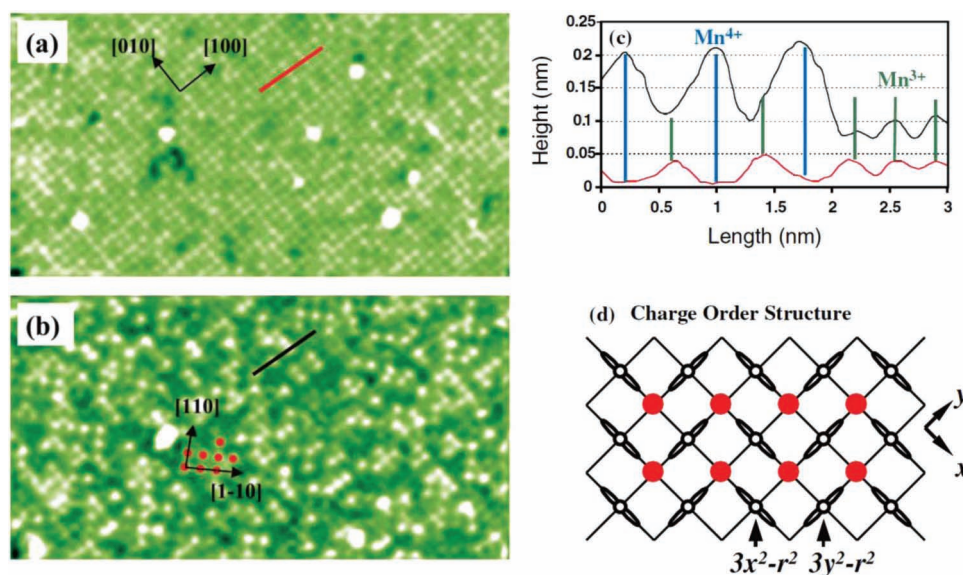 (a)
[010]
[100]
(b)
[110]
[1-10]
(c)
Mn⁴⁺
Mn³⁺
Height (nm)
0.25
0.2
0.15
0.1
0.05
0
0
0.5
1
1.5
2
2.5
3
Length (nm)
(d) Charge Order Structure
y
x
3x²-r² 3y²-r²